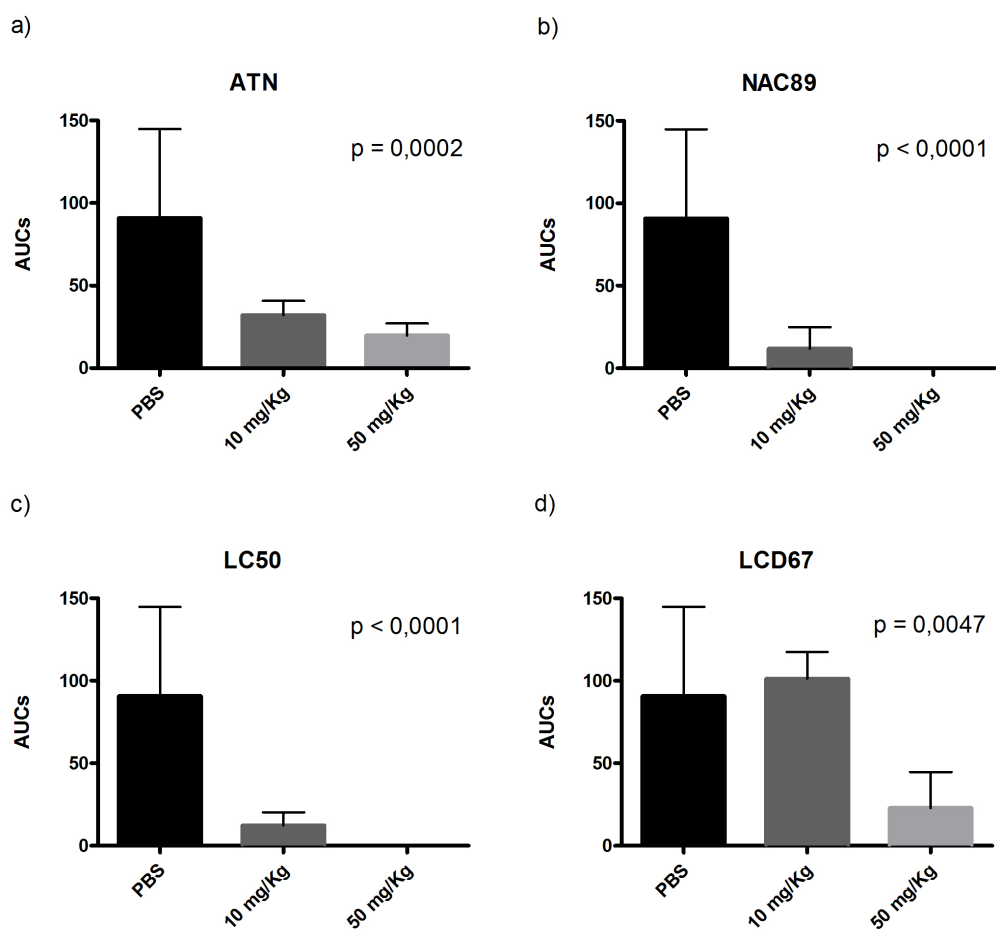 a)
ATN
p = 0,0002
AUCs
150
100
50
0
PBS
10 mg/Kg
50 mg/Kg
b)
NAC89
p < 0,0001
AUCs
150
100
50
0
PBS
10 mg/Kg
50 mg/Kg
c)
LC50
p < 0,0001
AUCs
150
100
50
0
PBS
10 mg/Kg
50 mg/Kg
d)
LCD67
p = 0,0047
AUCs
150
100
50
0
PBS
10 mg/Kg
50 mg/Kg